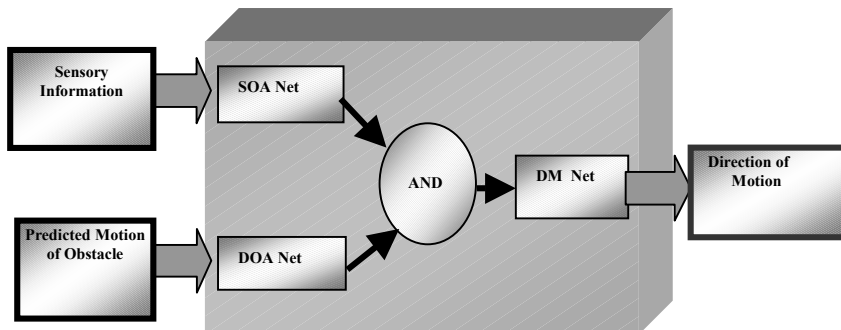 Sensory
Information
SOA Net
AND
DM Net
Direction of
Motion
Predicted Motion
of Obstacle
DOA Net